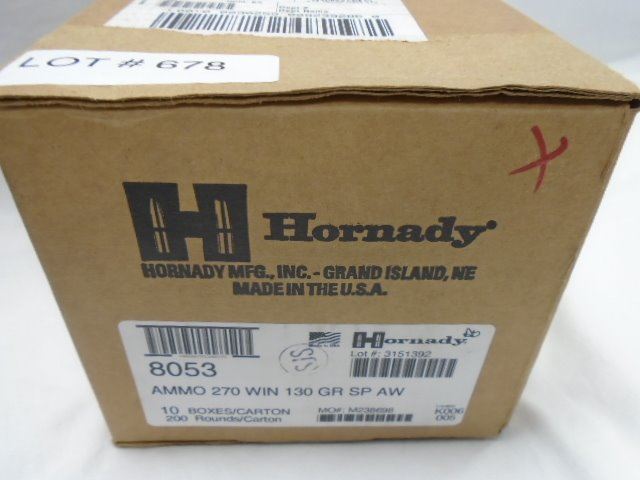 LOT # 678
H Hornady
HORNADY MFG., INC. - GRAND ISLAND, NE
MADE IN THE U.S.A.
Hornady
Lot #: 3151392
8053
SJS
AMMO 270 WIN 130 GR SP AW
10 BOXES/CARTON
MO#: M238698
K006
200 Rounds/Carton
005
X